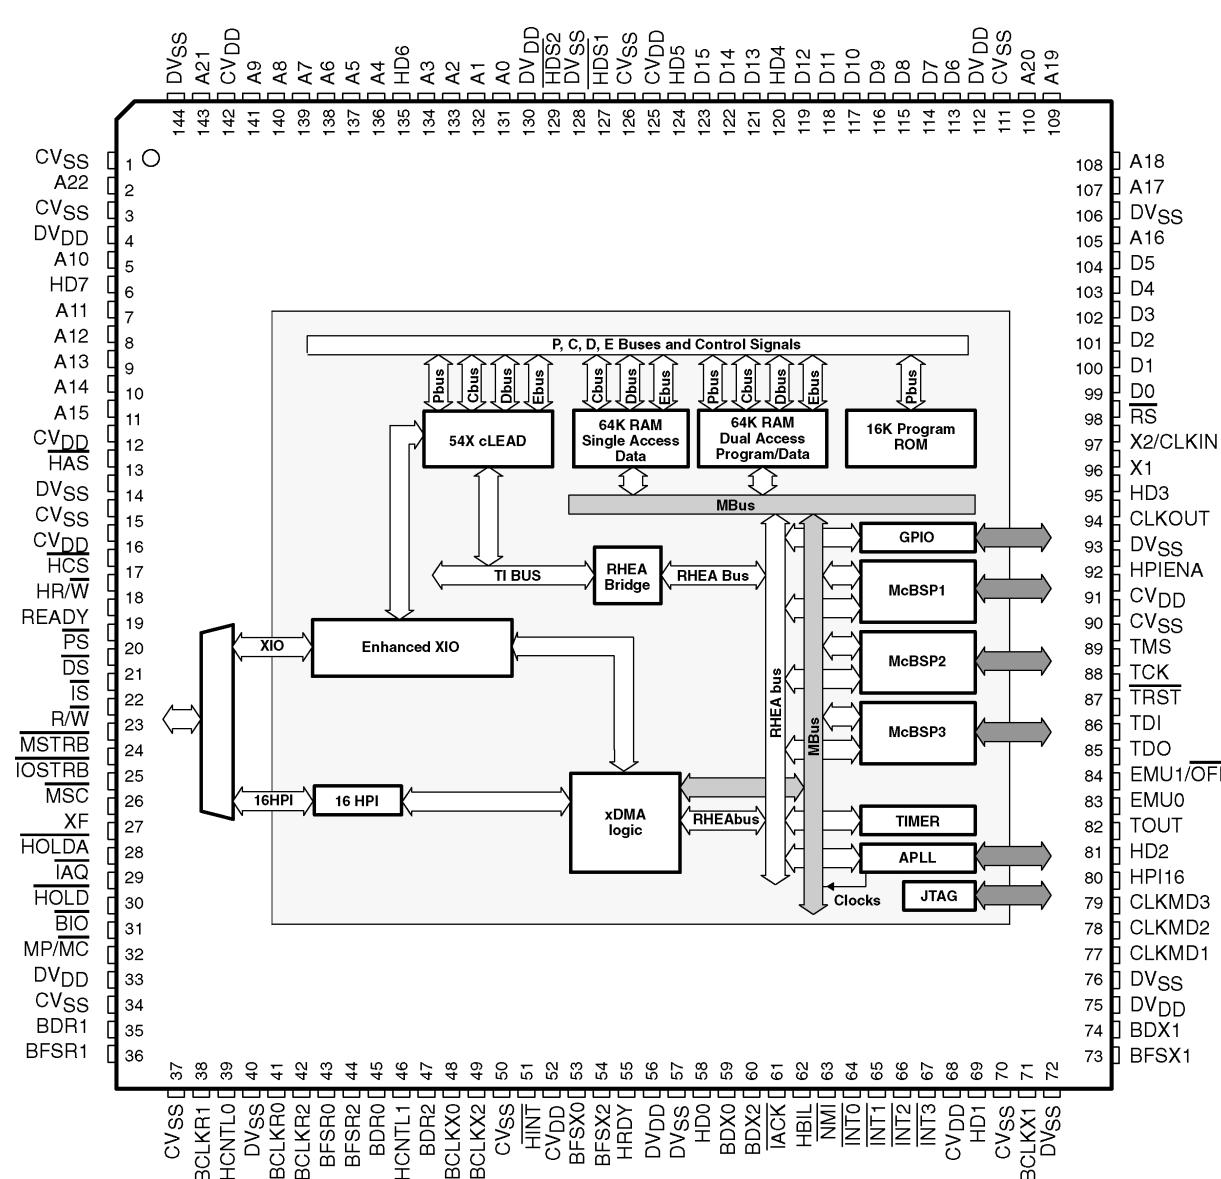 DVSS A21 CVDD A9 A8 A7 A6 A5 A4 HD6 A3 A2 A1 A0 DVDD HDS2 DVSS HDS1 CVSS CVDD HD5 D15 D14 D13 HD4 D12 D11 D10 D9 D8 D7 D6 DVDD CVSS A20 A19
144 143 142 141 140 139 138 137 136 135 134 133 132 131 130 129 128 127 126 125 124 123 122 121 120 119 118 117 116 115 114 113 112 111 110 109
CVSS 1
A22 2
CVSS 3
DVDD 4
A10 5
HD7 6
A11 7
A12 8
A13 9
A14 10
A15 11
CVDD 12
HAS 13
DVSS 14
CVSS 15
CVDD 16
HCS 17
HR/W 18
READY 19
PS 20
DS 21
IS 22
R/W 23
MSTRB 24
IOSTRB 25
MSC 26
XF 27
HOLDA 28
IAQ 29
HOLD 30
BIO 31
MP/MC 32
DVDD 33
CVSS 34
BDR1 35
BFSR1 36
P, C, D, E Buses and Control Signals
Pbus Cbus Dbus Ebus Cbus Dbus Ebus Pbus Cbus Dbus Ebus Pbus
54X cLEAD
64K RAM
Single Access
Data
64K RAM
Dual Access
Program/Data
16K Program
ROM
MBus
GPIO
TI BUS
RHEA
Bridge
RHEA Bus
McBSP1
XIO
Enhanced XIO
McBSP2
RHEA bus
MBus
McBSP3
16HPI
16 HPI
xDMA
logic
RHEAbus
TIMER
APLL
Clocks
JTAG
108 A18
107 A17
106 DVSS
105 A16
104 D5
103 D4
102 D3
101 D2
100 D1
99 D0
98 RS
97 X2/CLKIN
96 X1
95 HD3
94 CLKOUT
93 DVSS
92 HPIENA
91 CVDD
90 CVSS
89 TMS
88 TCK
87 TRST
86 TDI
85 TDO
84 EMU1/OF
83 EMU0
82 TOUT
81 HD2
80 HPI16
79 CLKMD3
78 CLKMD2
77 CLKMD1
76 DVSS
75 DVDD
74 BDX1
73 BFSX1
37 38 39 40 41 42 43 44 45 46 47 48 49 50 51 52 53 54 55 56 57 58 59 60 61 62 63 64 65 66 67 68 69 70 71 72
CVSS BCLKR1 HCNTL0 DVSS BCLKR0 BCLKR2 BFSR0 BFSR2 BDR0 HCNTL1 BDR2 BCLKX0 BCLKX2 CVSS HINT CVDD BFSX0 BFSX2 HRDY DVDD DVSS HD0 BDX0 BDX2 IACK HBIL NMI INT0 INT1 INT2 INT3 CVDD HD1 CVSS BCLKX1 DVSS